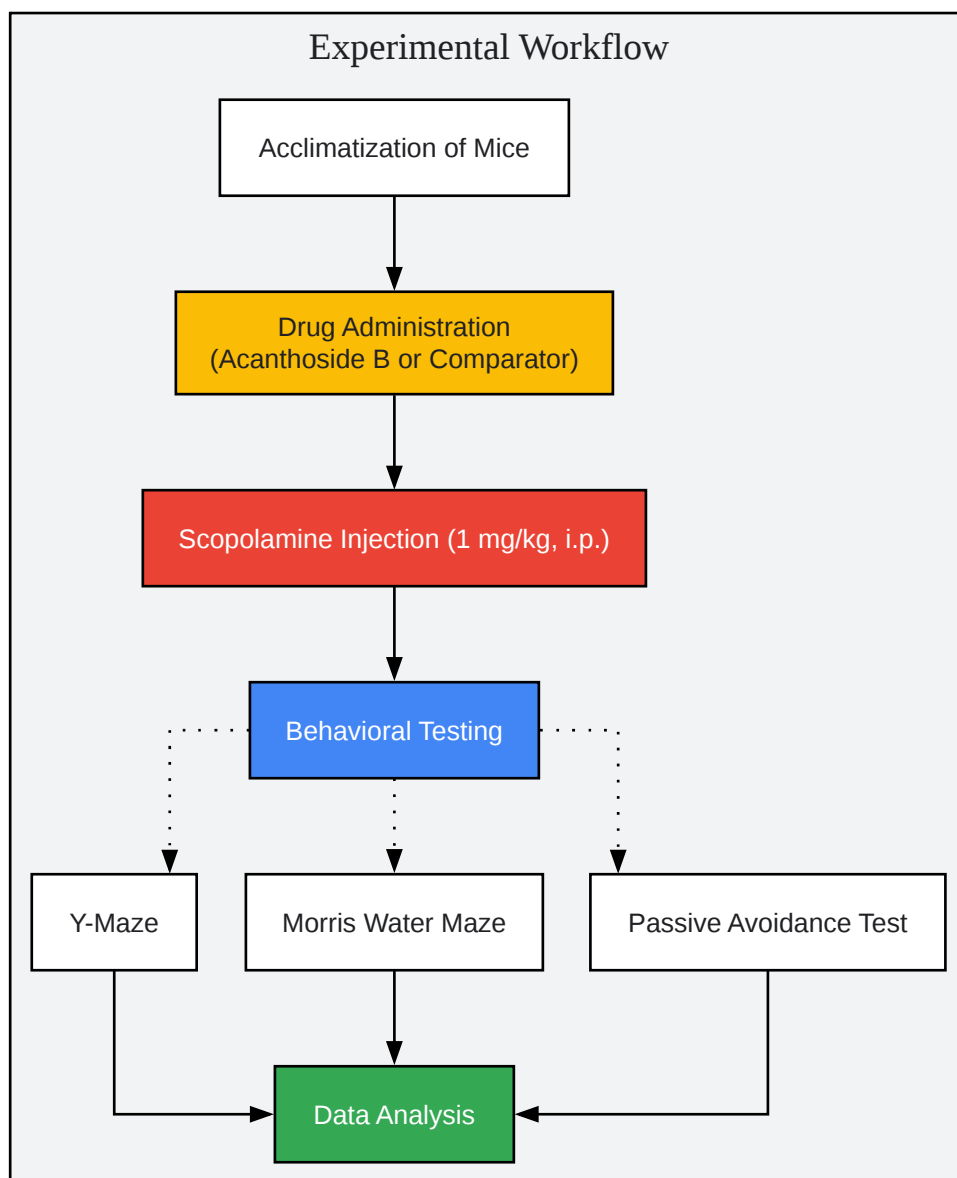 Experimental Workflow
Acclimatization of Mice
Drug Administration
(Acanthoside B or Comparator)
Scopolamine Injection (1 mg/kg, i.p.)
Behavioral Testing
Y-Maze
Morris Water Maze
Passive Avoidance Test
Data Analysis